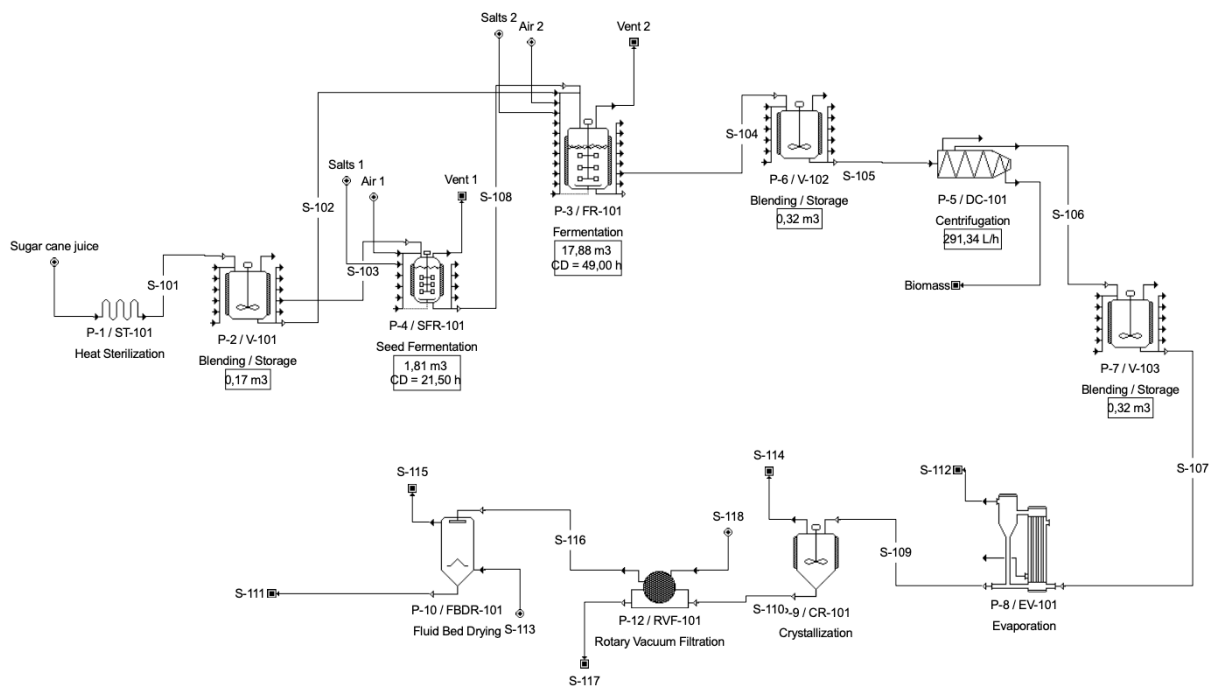 Salts 2
Air 2
Vent 2
S-104
P-6 / V-102
S-105
Blending / Storage
0,32 m3
P-5 / DC-101
Centrifugation
291,34 L/h
S-106
Biomass
Salts 1
Air 1
Vent 1
S-108
P-3 / FR-101
Fermentation
17,88 m3
CD = 49,00 h
S-102
Sugar cane juice
S-101
S-103
P-1 / ST-101
Heat Sterilization
P-2 / V-101
Blending / Storage
0,17 m3
P-4 / SFR-101
Seed Fermentation
1,81 m3
CD = 21,50 h
P-7 / V-103
Blending / Storage
0,32 m3
S-107
S-115
S-114
S-112
S-118
S-116
S-109
S-111
P-10 / FBDR-101
Fluid Bed Drying
S-113
P-12 / RVF-101
Rotary Vacuum Filtration
S-110
P-9 / CR-101
Crystallization
P-8 / EV-101
Evaporation
S-117